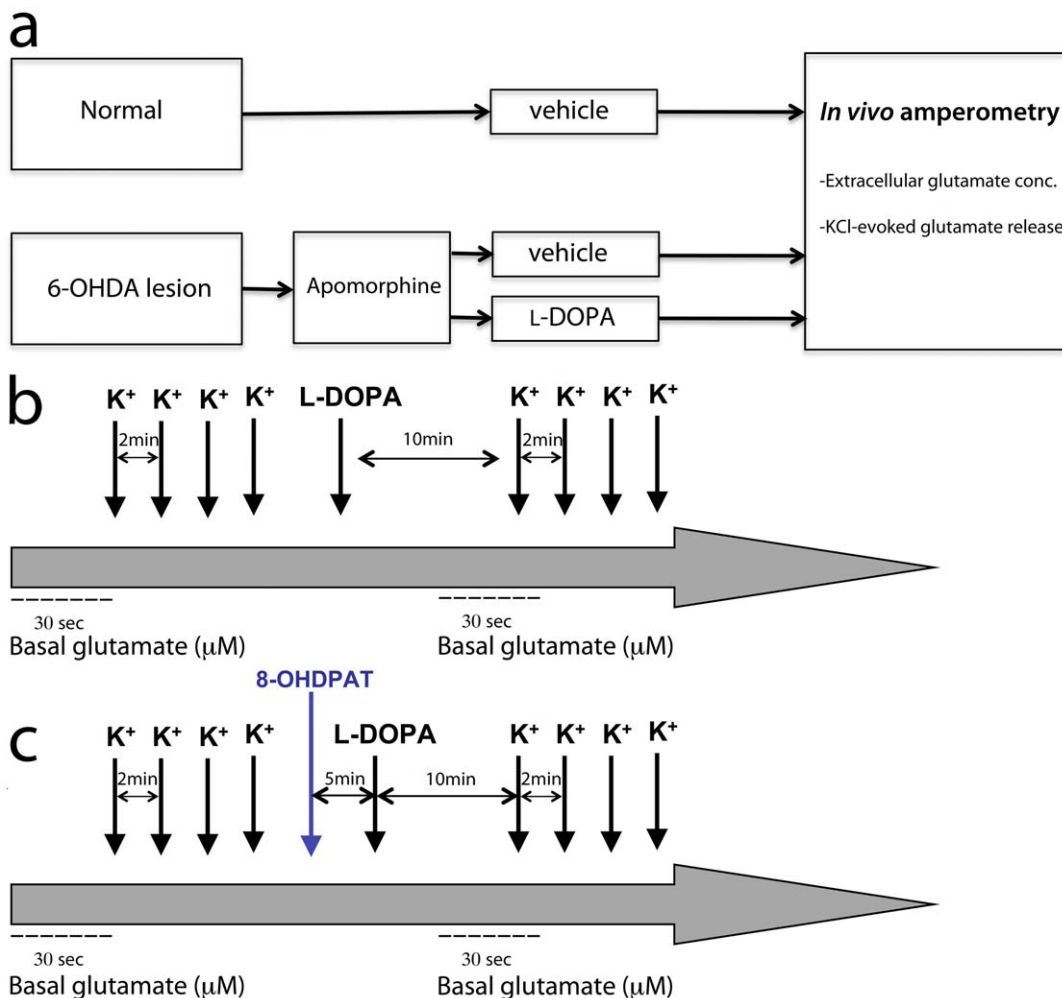 a
Normal
vehicle
In vivo amperometry
-Extracellular glutamate conc.
-KCl-evoked glutamate release
6-OHDA lesion
Apomorphine
vehicle
L-DOPA
b
K+ K+ K+ K+ L-DOPA K+ K+ K+ K+
2min 10min 2min
30 sec 30 sec
Basal glutamate (μM) Basal glutamate (μM)
8-OHDPAT
c
K+ K+ K+ K+ L-DOPA K+ K+ K+ K+
2min 5min 10min 2min
30 sec 30 sec
Basal glutamate (μM) Basal glutamate (μM)